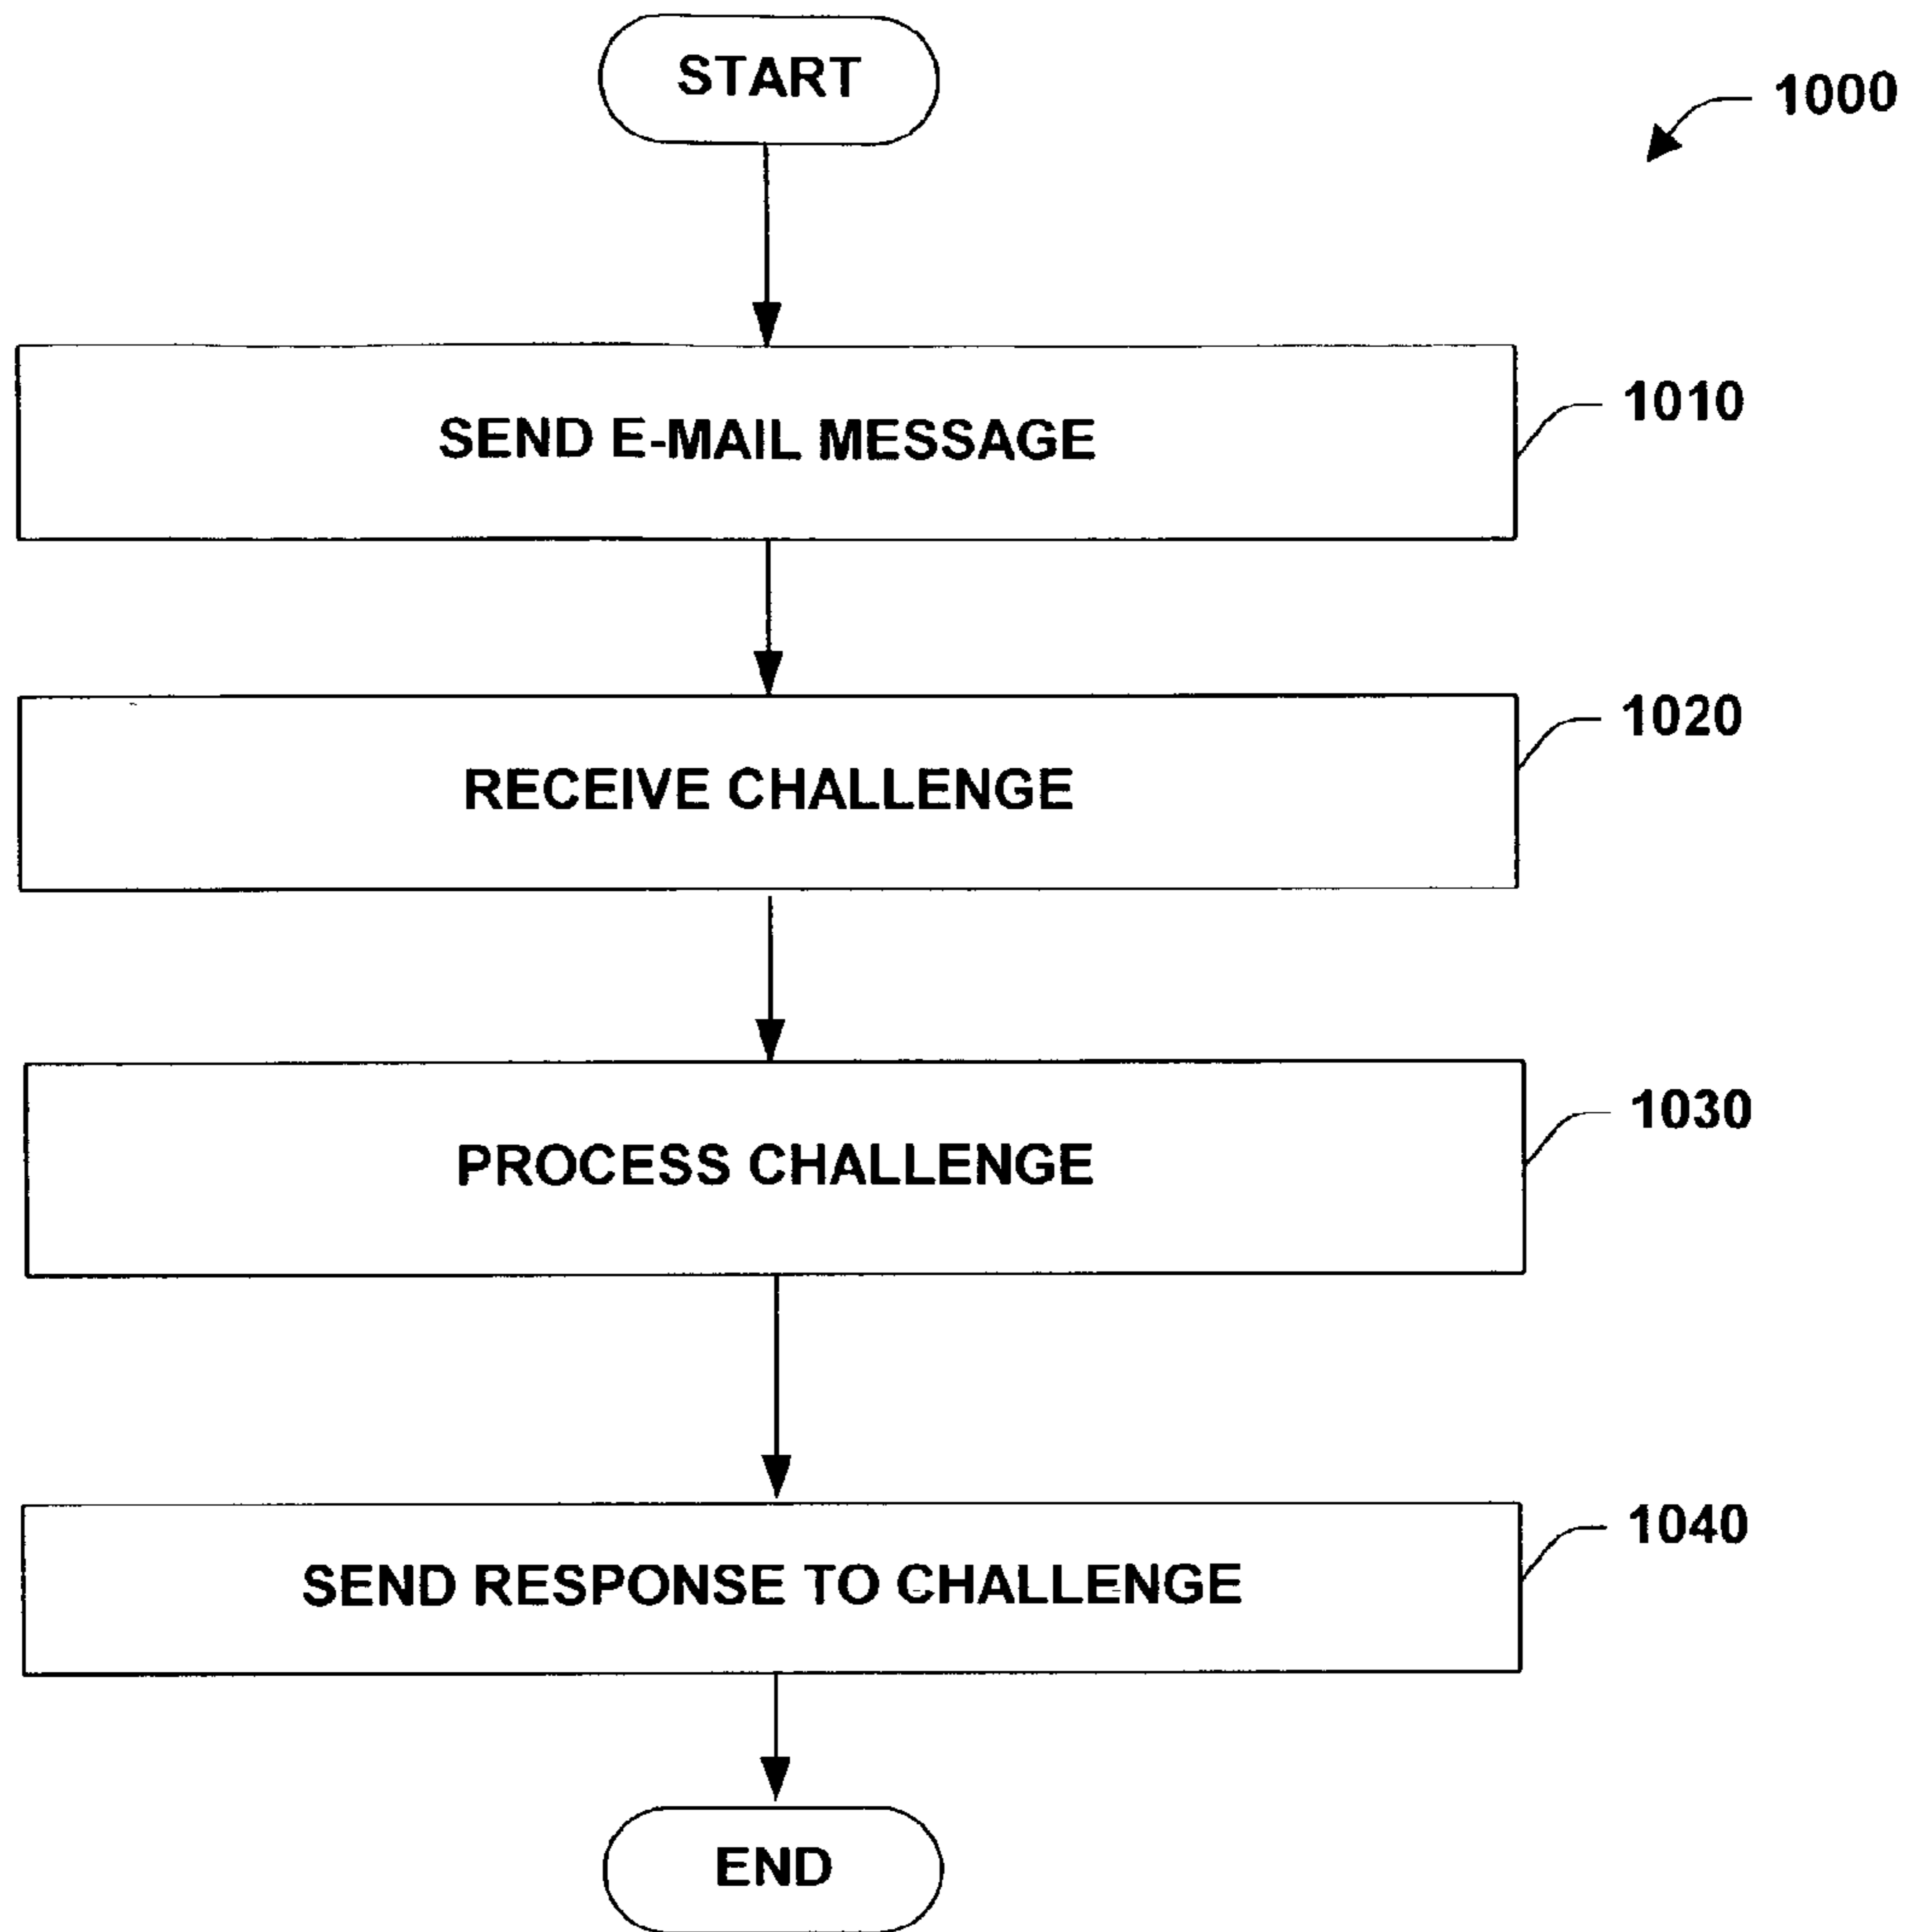 START
1000
SEND E-MAIL MESSAGE
1010
RECEIVE CHALLENGE
1020
PROCESS CHALLENGE
1030
SEND RESPONSE TO CHALLENGE
1040
END